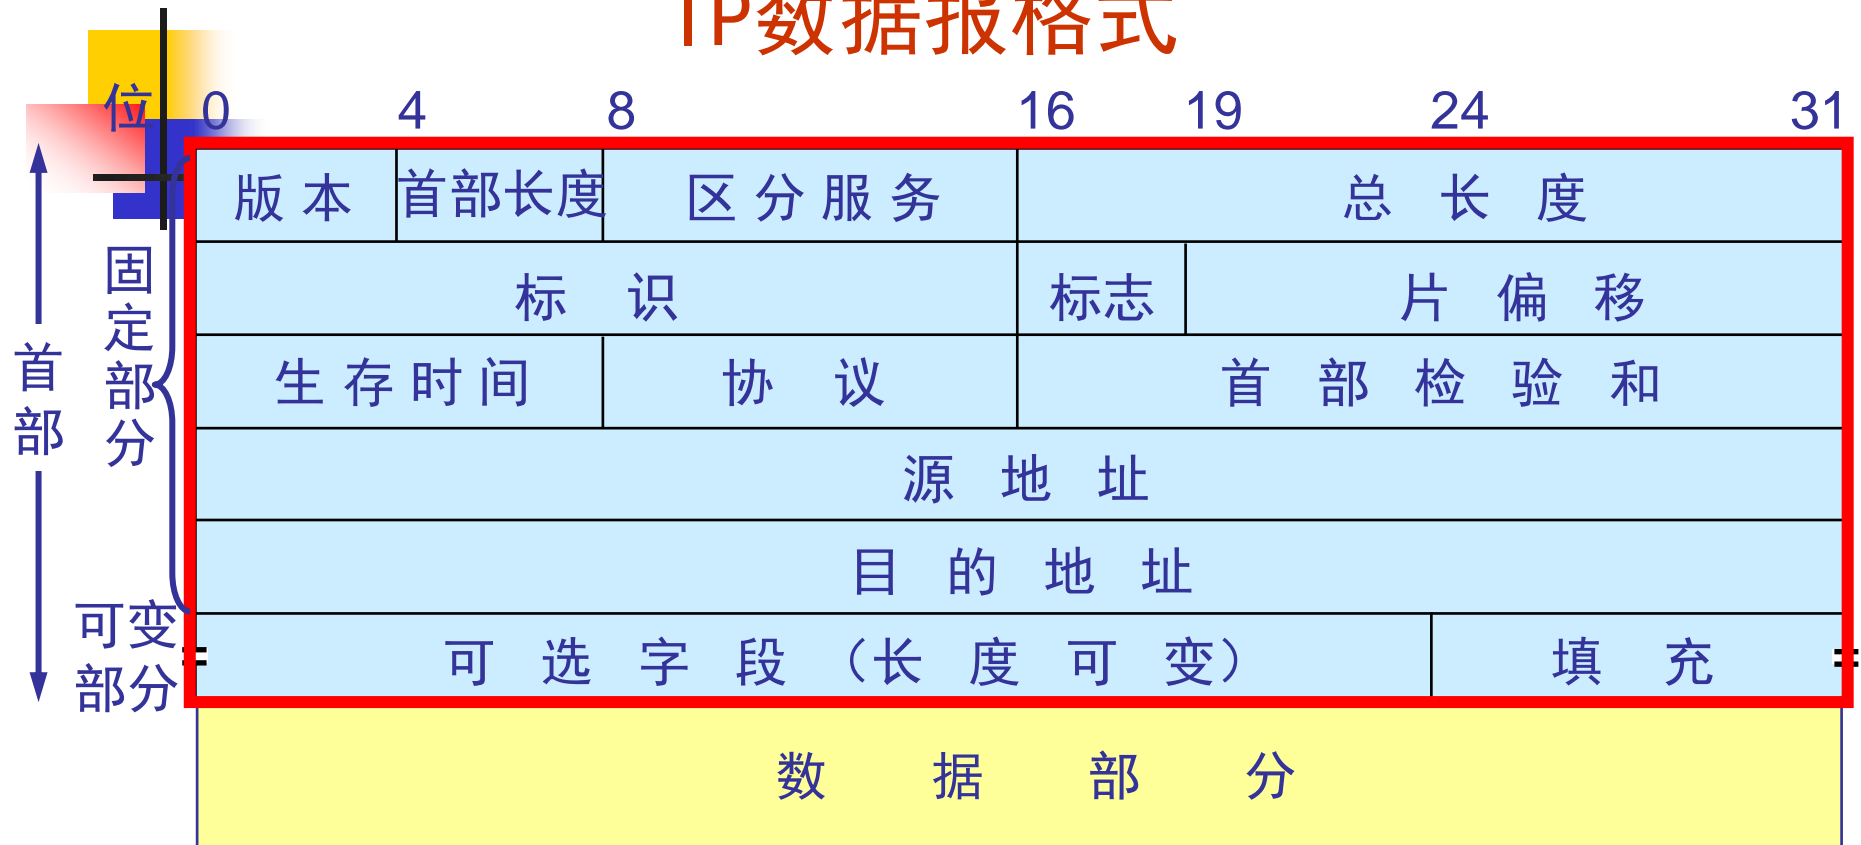 IP数据报格式
位 0 4 8 16 19 24 31
版本 首部长度 区分服务 总长度
标识 标志 片偏移
生存时间 协议 首部检验和
源地址
目的地址
可选字段（长度可变） 填充
数据部分
首部
固定部分
可变
部分